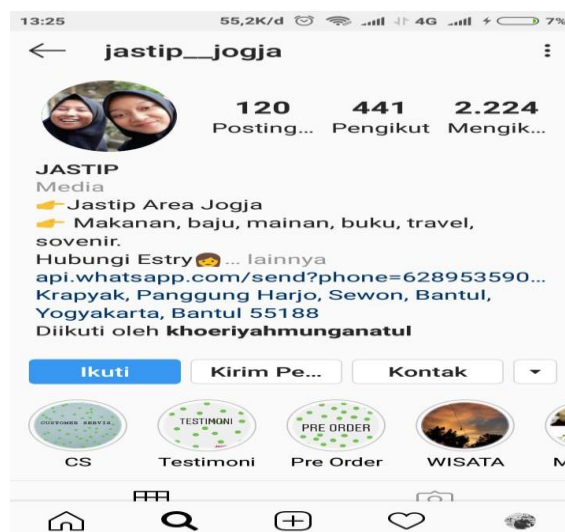 13:25 55,2K/d 4G 7%
jastip__jogja
120 441 2.224
Posting... Pengikut Mengik...
JASTIP
Media
👉Jastip Area Jogja
👉 Makanan, baju, mainan, buku, travel,
sovenir.
Hubungi Estry👩... lainnya
api.whatsapp.com/send?phone=628953590...
Krapyak, Panggung Harjo, Sewon, Bantul,
Yogyakarta, Bantul 55188
Diikuti oleh khoeriyahmunganatul
Ikuti Kirim Pe... Kontak
CUSTOMER SERVIS. TESTIMONI PRE ORDER
CS Testimoni Pre Order WISATA